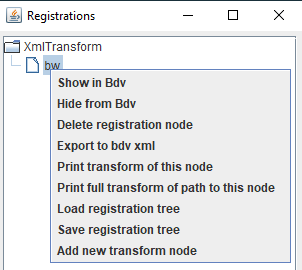 Registrations
XmlTransform
bw
Show in Bdv
Hide from Bdv
Delete registration node
Export to bdv xml
Print transform of this node
Print full transform of path to this node
Load registration tree
Save registration tree
Add new transform node